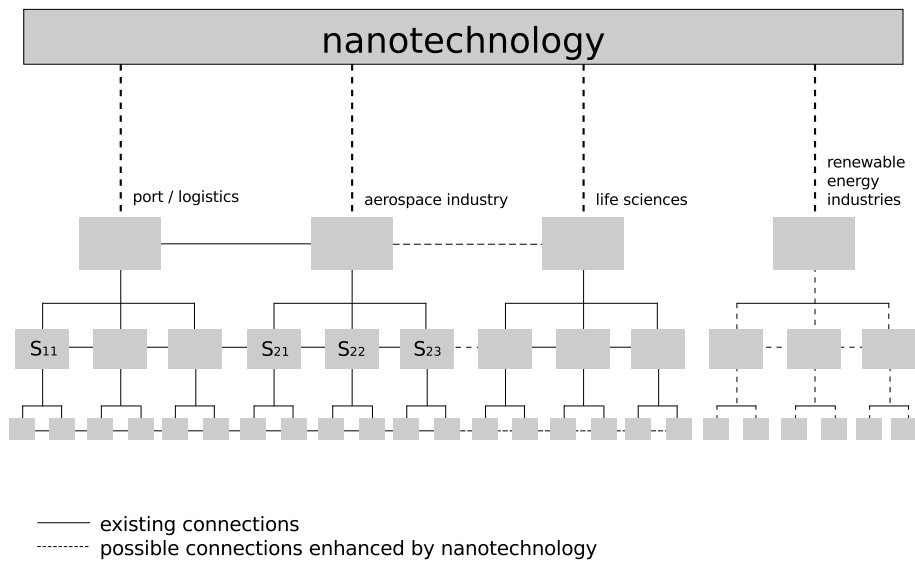 nanotechnology
port / logistics
aerospace industry
life sciences
renewable
energy
industries
S11
S21
S22
S23
existing connections
possible connections enhanced by nanotechnology